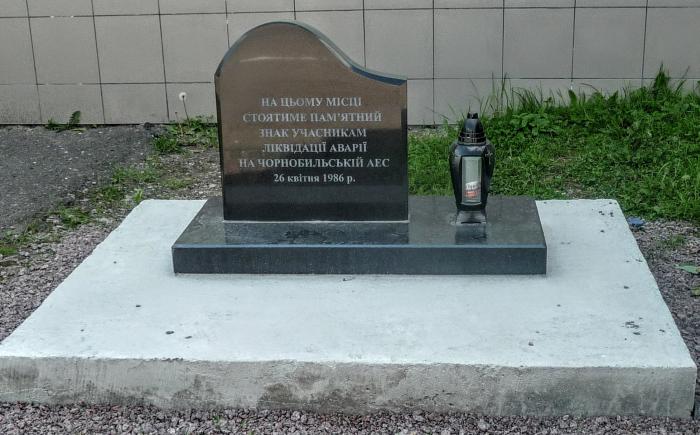 НА ЦЬОМУ МІСЦІ
СТОЯТИМЕ ПАМ'ЯТНИЙ
ЗНАК УЧАСНИКАМ
ЛІКВІДАЦІЇ АВАРІЇ
НА ЧОРНОБИЛЬСЬКІЙ АЕС
26 квітня 1986 р.